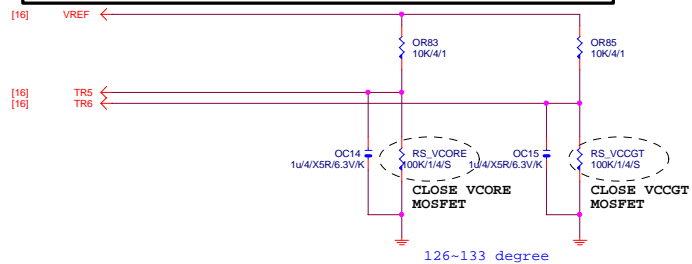 [16] VREF
OR83
10K/4/1
OR85
10K/4/1
[16] TR5
[16] TR6
OC14
1u/4/X5R/6.3V/K
RS_VCORE
100K/1/4/S
OC15
1u/4/X5R/6.3V/K
RS_VCCGT
100K/1/4/S
CLOSE VCORE
MOSFET
CLOSE VCCGT
MOSFET
126~133 degree